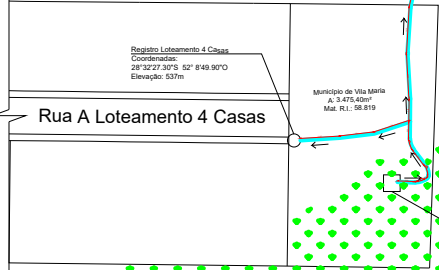 Registro Loteamento 4 Casas
Coordenadas:
28°32'27.30"S 52° 8'49.90"O
Elevação: 537m
Município de Vila Maria
A: 3.475,40m²
Mat. R.I.: 58.819
Rua A Loteamento 4 Casas